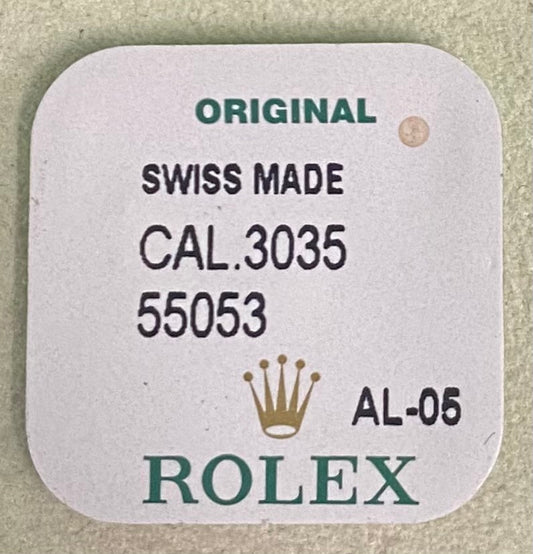 ORIGINAL
SWISS MADE
CAL.3035
55053
AL-05
ROLEX